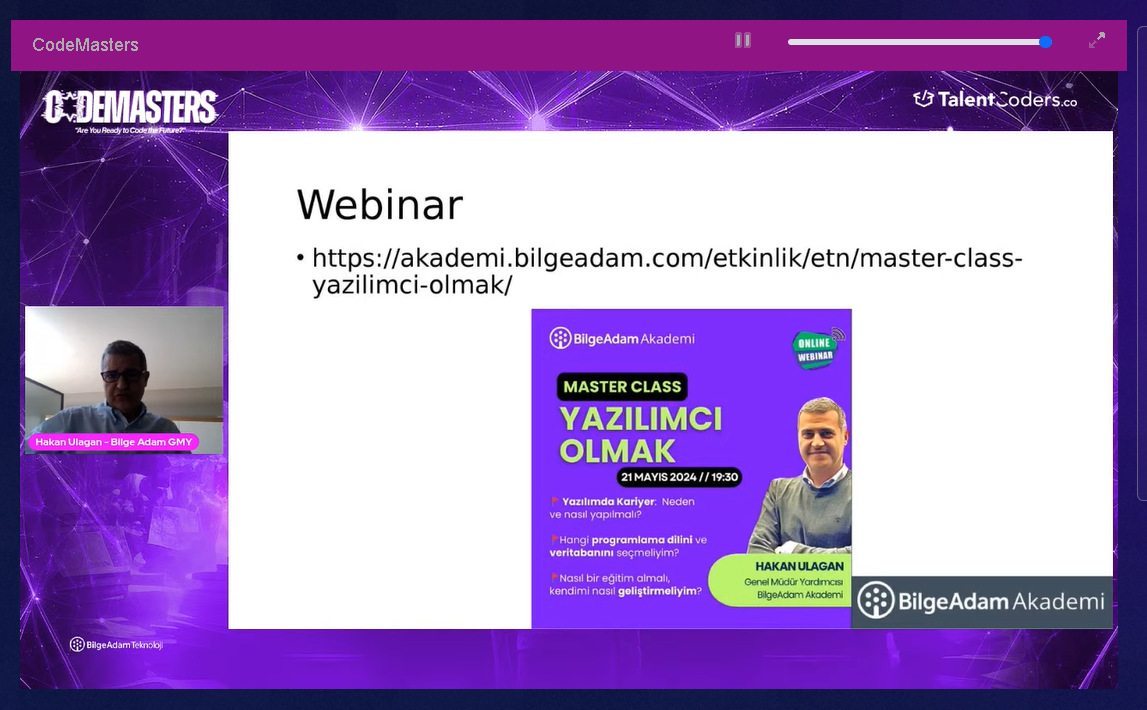 CodeMasters
CODEMASTERS
"Are You Ready to Code the Future?"
TalentCoders.co
Webinar
• https://akademi.bilgeadam.com/etkinlik/etn/master-class-
yazilimci-olmak/
BilgeAdam Akademi
ONLINE
WEBINAR
MASTER CLASS
YAZILIMCI
OLMAK
21 MAYIS 2024 // 19:30
Yazılımda Kariyer: Neden
ve nasıl yapılmalı?
Hangi programlama dilini ve
veritabanını seçmeliyim?
Nasıl bir eğitim almalı,
kendimi nasıl geliştirmeliyim?
HAKAN ULAGAN
Genel Müdür Yardımcısı
BilgeAdam Akademi
Hakan Ulagan - Bilge Adam GMY
BilgeAdam Akademi
BilgeAdam Teknoloji